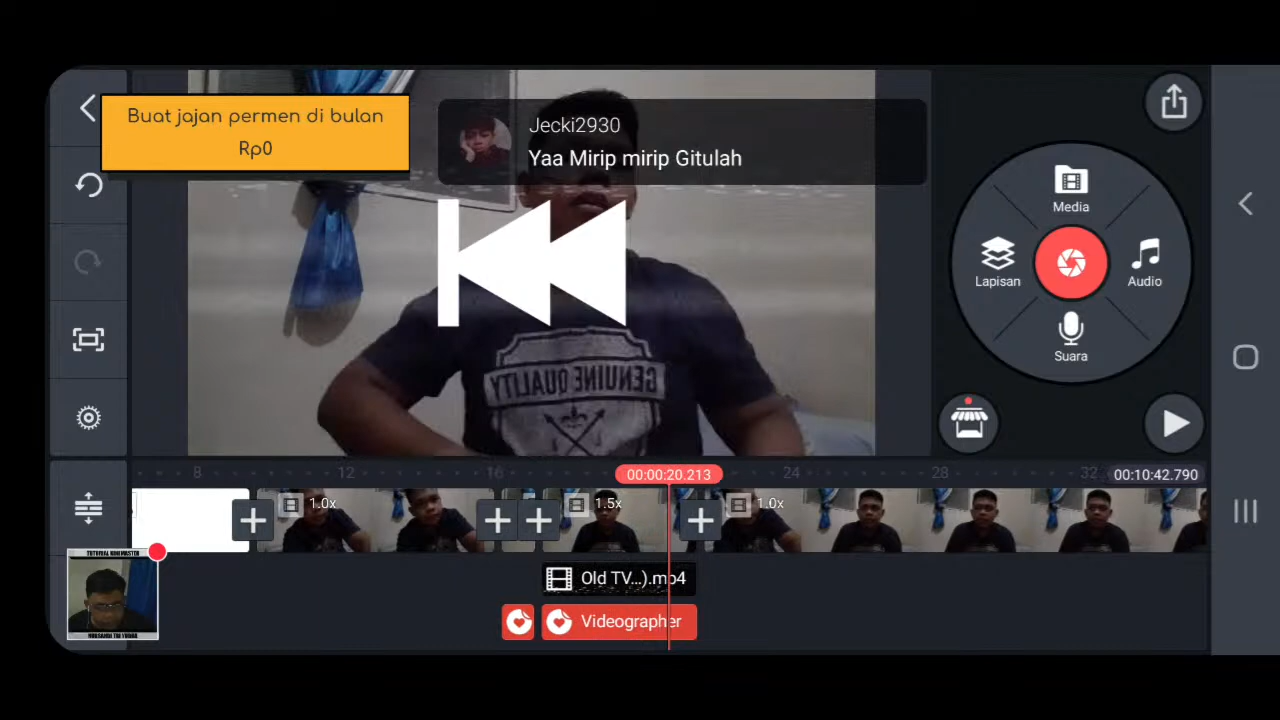 Buat jajan permen di bulan
Rp0
Jecki2930
Yaa Mirip mirip Gitulah
Media
Lapisan
Audio
Suara
GENUINE QUALITY
8
12
16
00:00:20.213
24
28
32
00:10:42.790
1.0x
1.5x
1.0x
Old TV...).mp4
Videographer
TUTORIAL KINEMASTER